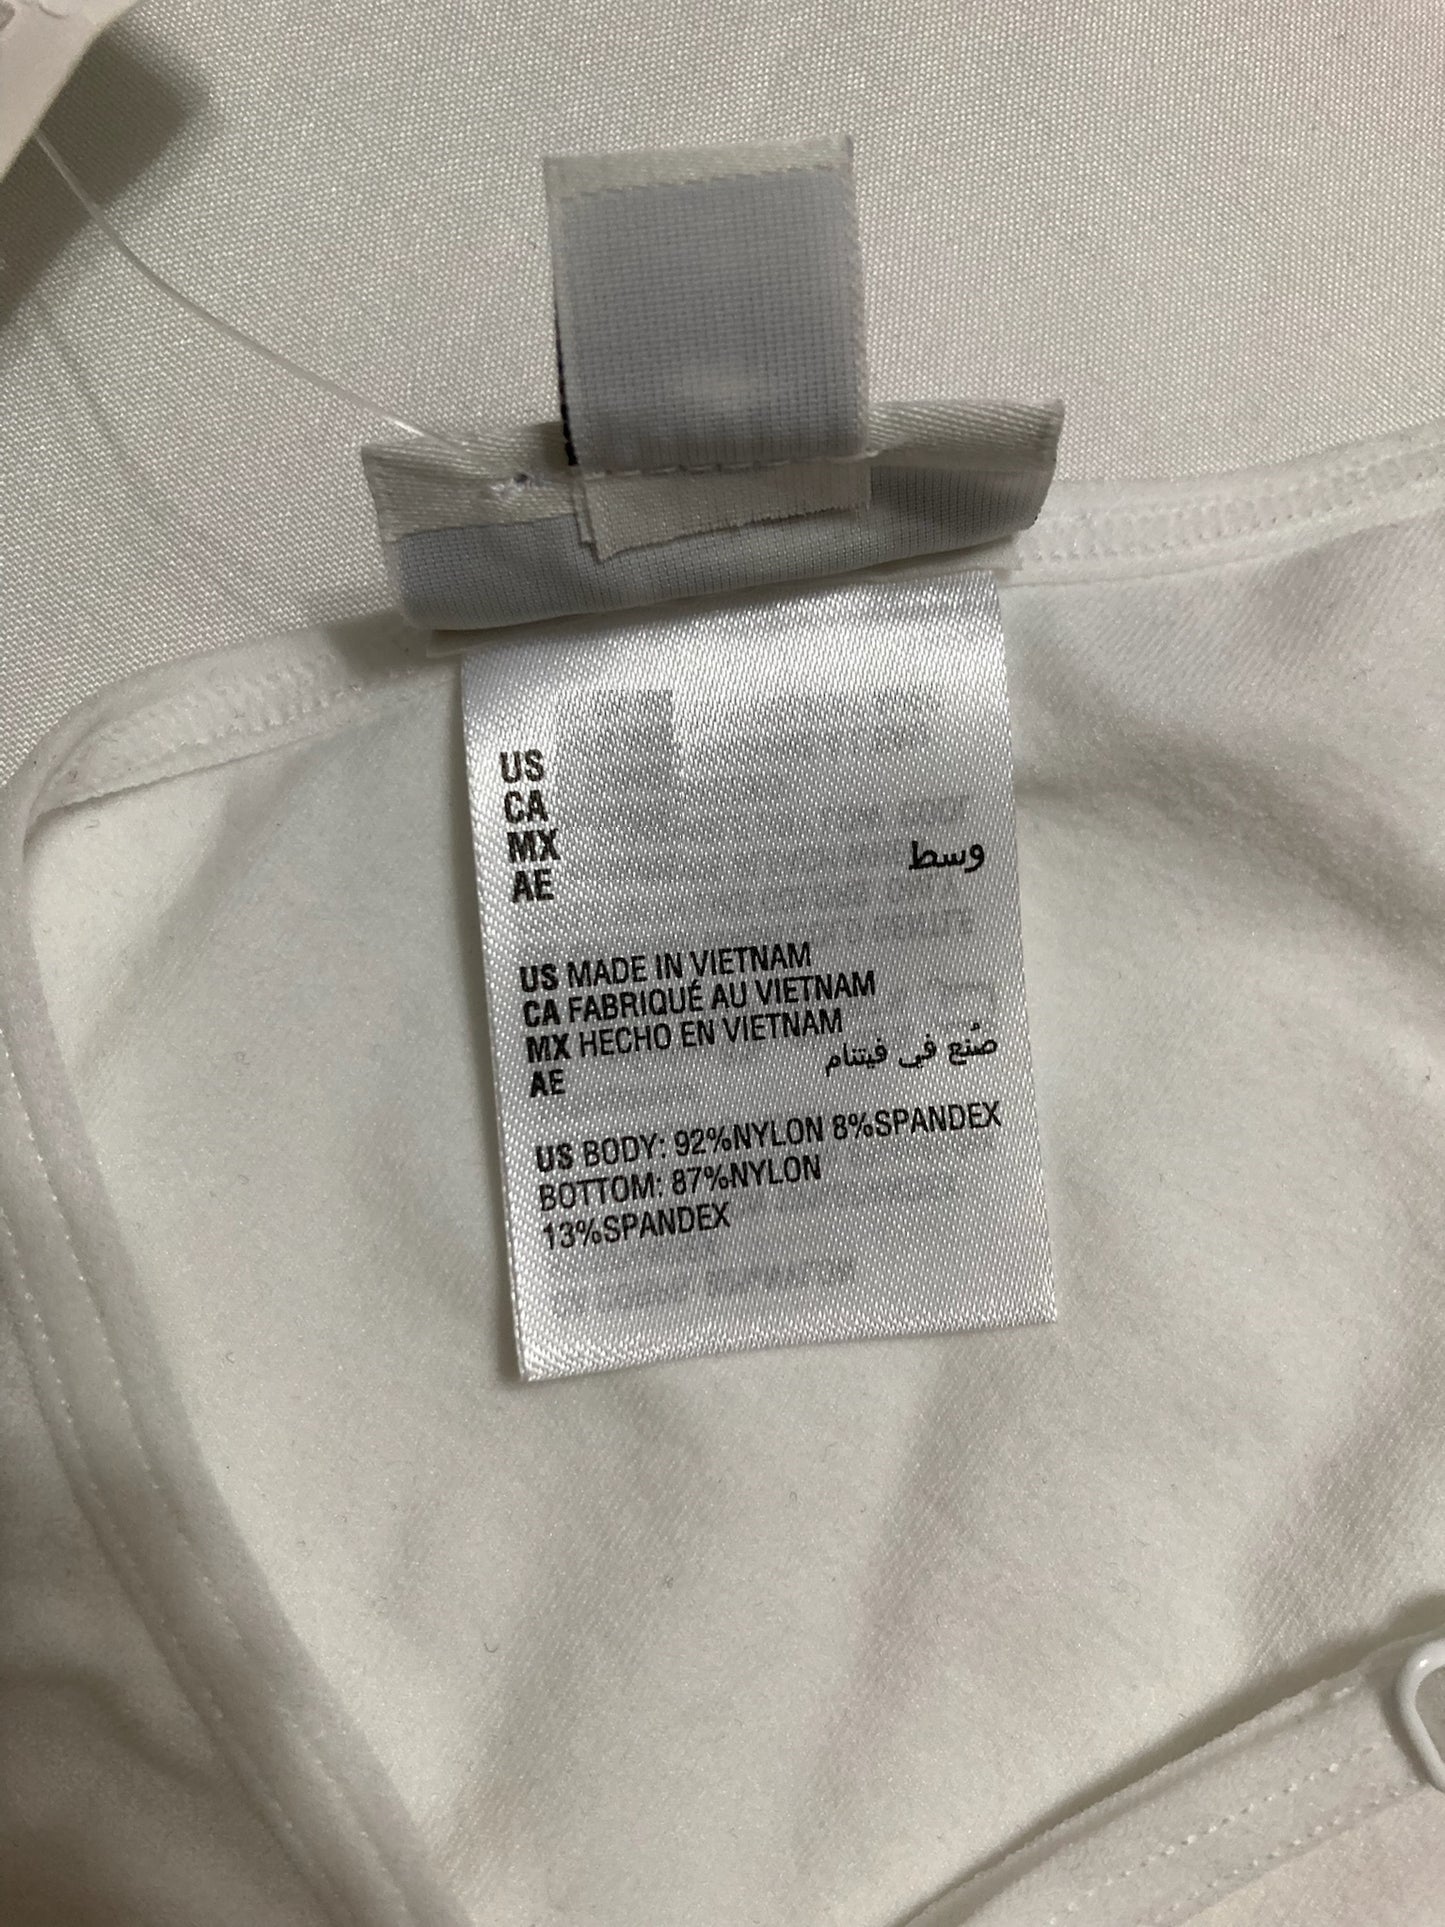 US
CA
MX
AE
وسط
US MADE IN VIETNAM
CA FABRIQUÉ AU VIETNAM
MX HECHO EN VIETNAM
AE صُنع في فيتنام
US BODY: 92%NYLON 8%SPANDEX
BOTTOM: 87%NYLON
13%SPANDEX